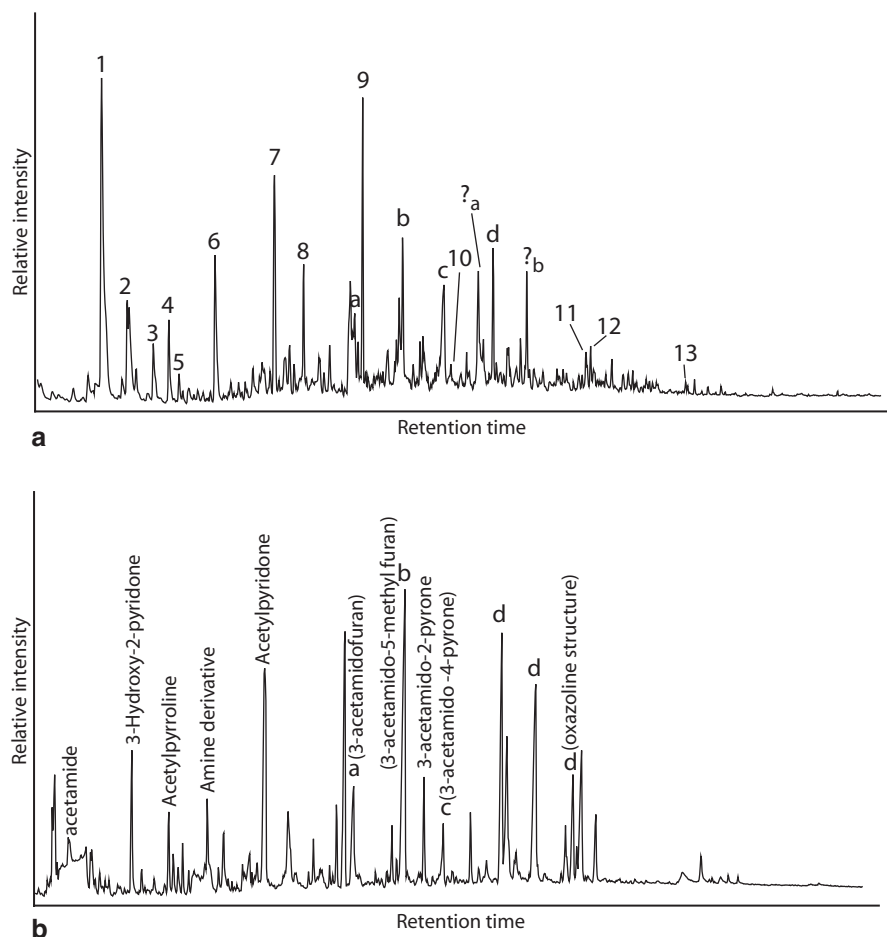 Relative intensity
1
2
3
4
5
6
7
8
a
9
b
c
10
?a
d
?b
11
12
13
Retention time
a
Relative intensity
acetamide
3-Hydroxy-2-pyridone
Acetylpyrroline
Amine derivative
Acetylpyridone
a (3-acetamidofuran)
(3-acetamido-5-methyl furan)
b
3-acetamido-2-pyrone
c (3-acetamido -4-pyrone)
d
d
d (oxazoline structure)
Retention time
b